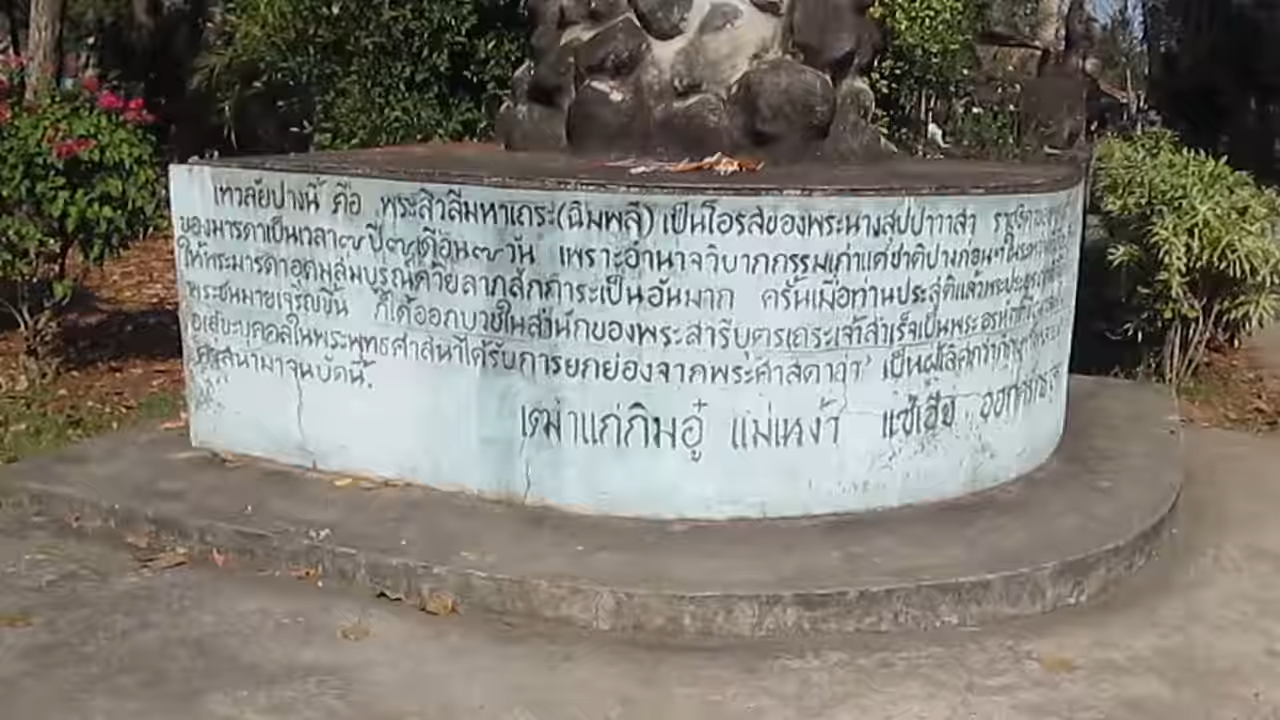 เทวลัยปางนี้ คือ พระสิวลีมหาเถระ(ฉิมพลี) เป็นโอรสของพระนางสุปปาวาสา
ของมารดาเป็นเวลา๗ปี๗เดือน๗วัน เพราะอำนาจวิบากกรรมเก่าแต่ชาติปางก่อนๆ
ให้พระมารดาอุดมสมบูรณ์ด้วยลาภสักการะเป็นอันมาก ครั้นเมื่อท่านประสูติแล้ว
พระชนมายุเจริญขึ้น ก็ได้ออกบวชในสำนักของพระสารีบุตรเถระเจ้าสำเร็จเป็นพระอรหันต์
อเสขะบุคคลในพระพุทธศาสนาได้รับการยกย่องจากพระศาสดาว่า เป็นผู้เลิศกว่า
ศาสนามาจนบัดนี้.
เตม่าแก่กิมอู๋ แม่เหง้า แซ่เฮีย